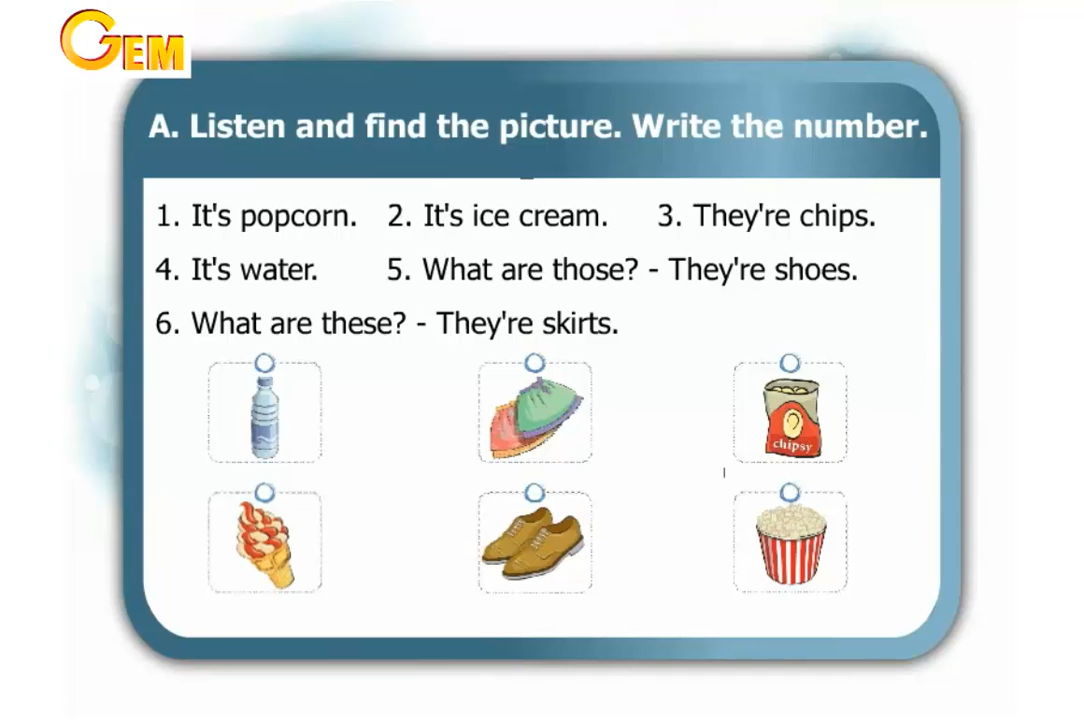 GEM
A. Listen and find the picture. Write the number.
1. It's popcorn. 2. It's ice cream. 3. They're chips.
4. It's water. 5. What are those? - They're shoes.
6. What are these? - They're skirts.
chipsy